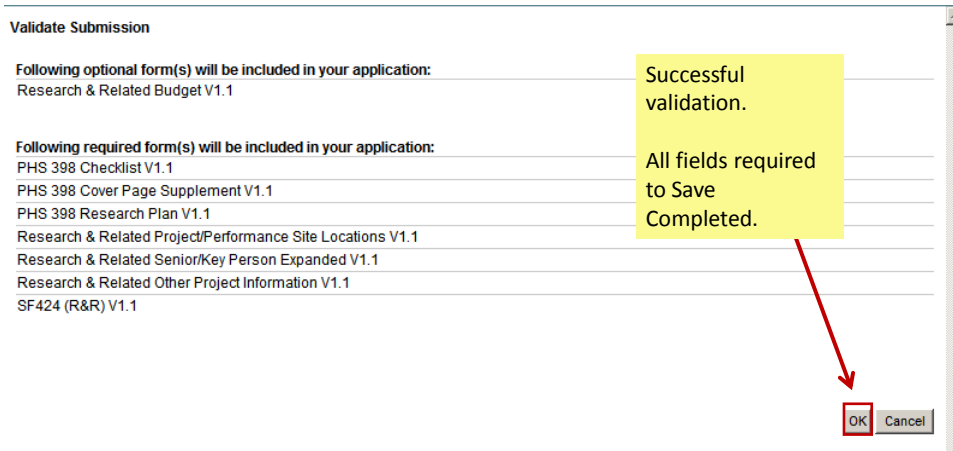 Validate Submission
Following optional form(s) will be included in your application:
Research & Related Budget V1.1
Following required form(s) will be included in your application:
PHS 398 Checklist V1.1
PHS 398 Cover Page Supplement V1.1
PHS 398 Research Plan V1.1
Research & Related Project/Performance Site Locations V1.1
Research & Related Senior/Key Person Expanded V1.1
Research & Related Other Project Information V1.1
SF424 (R&R) V1.1
Successful
validation.
All fields required
to Save
Completed.
OK Cancel